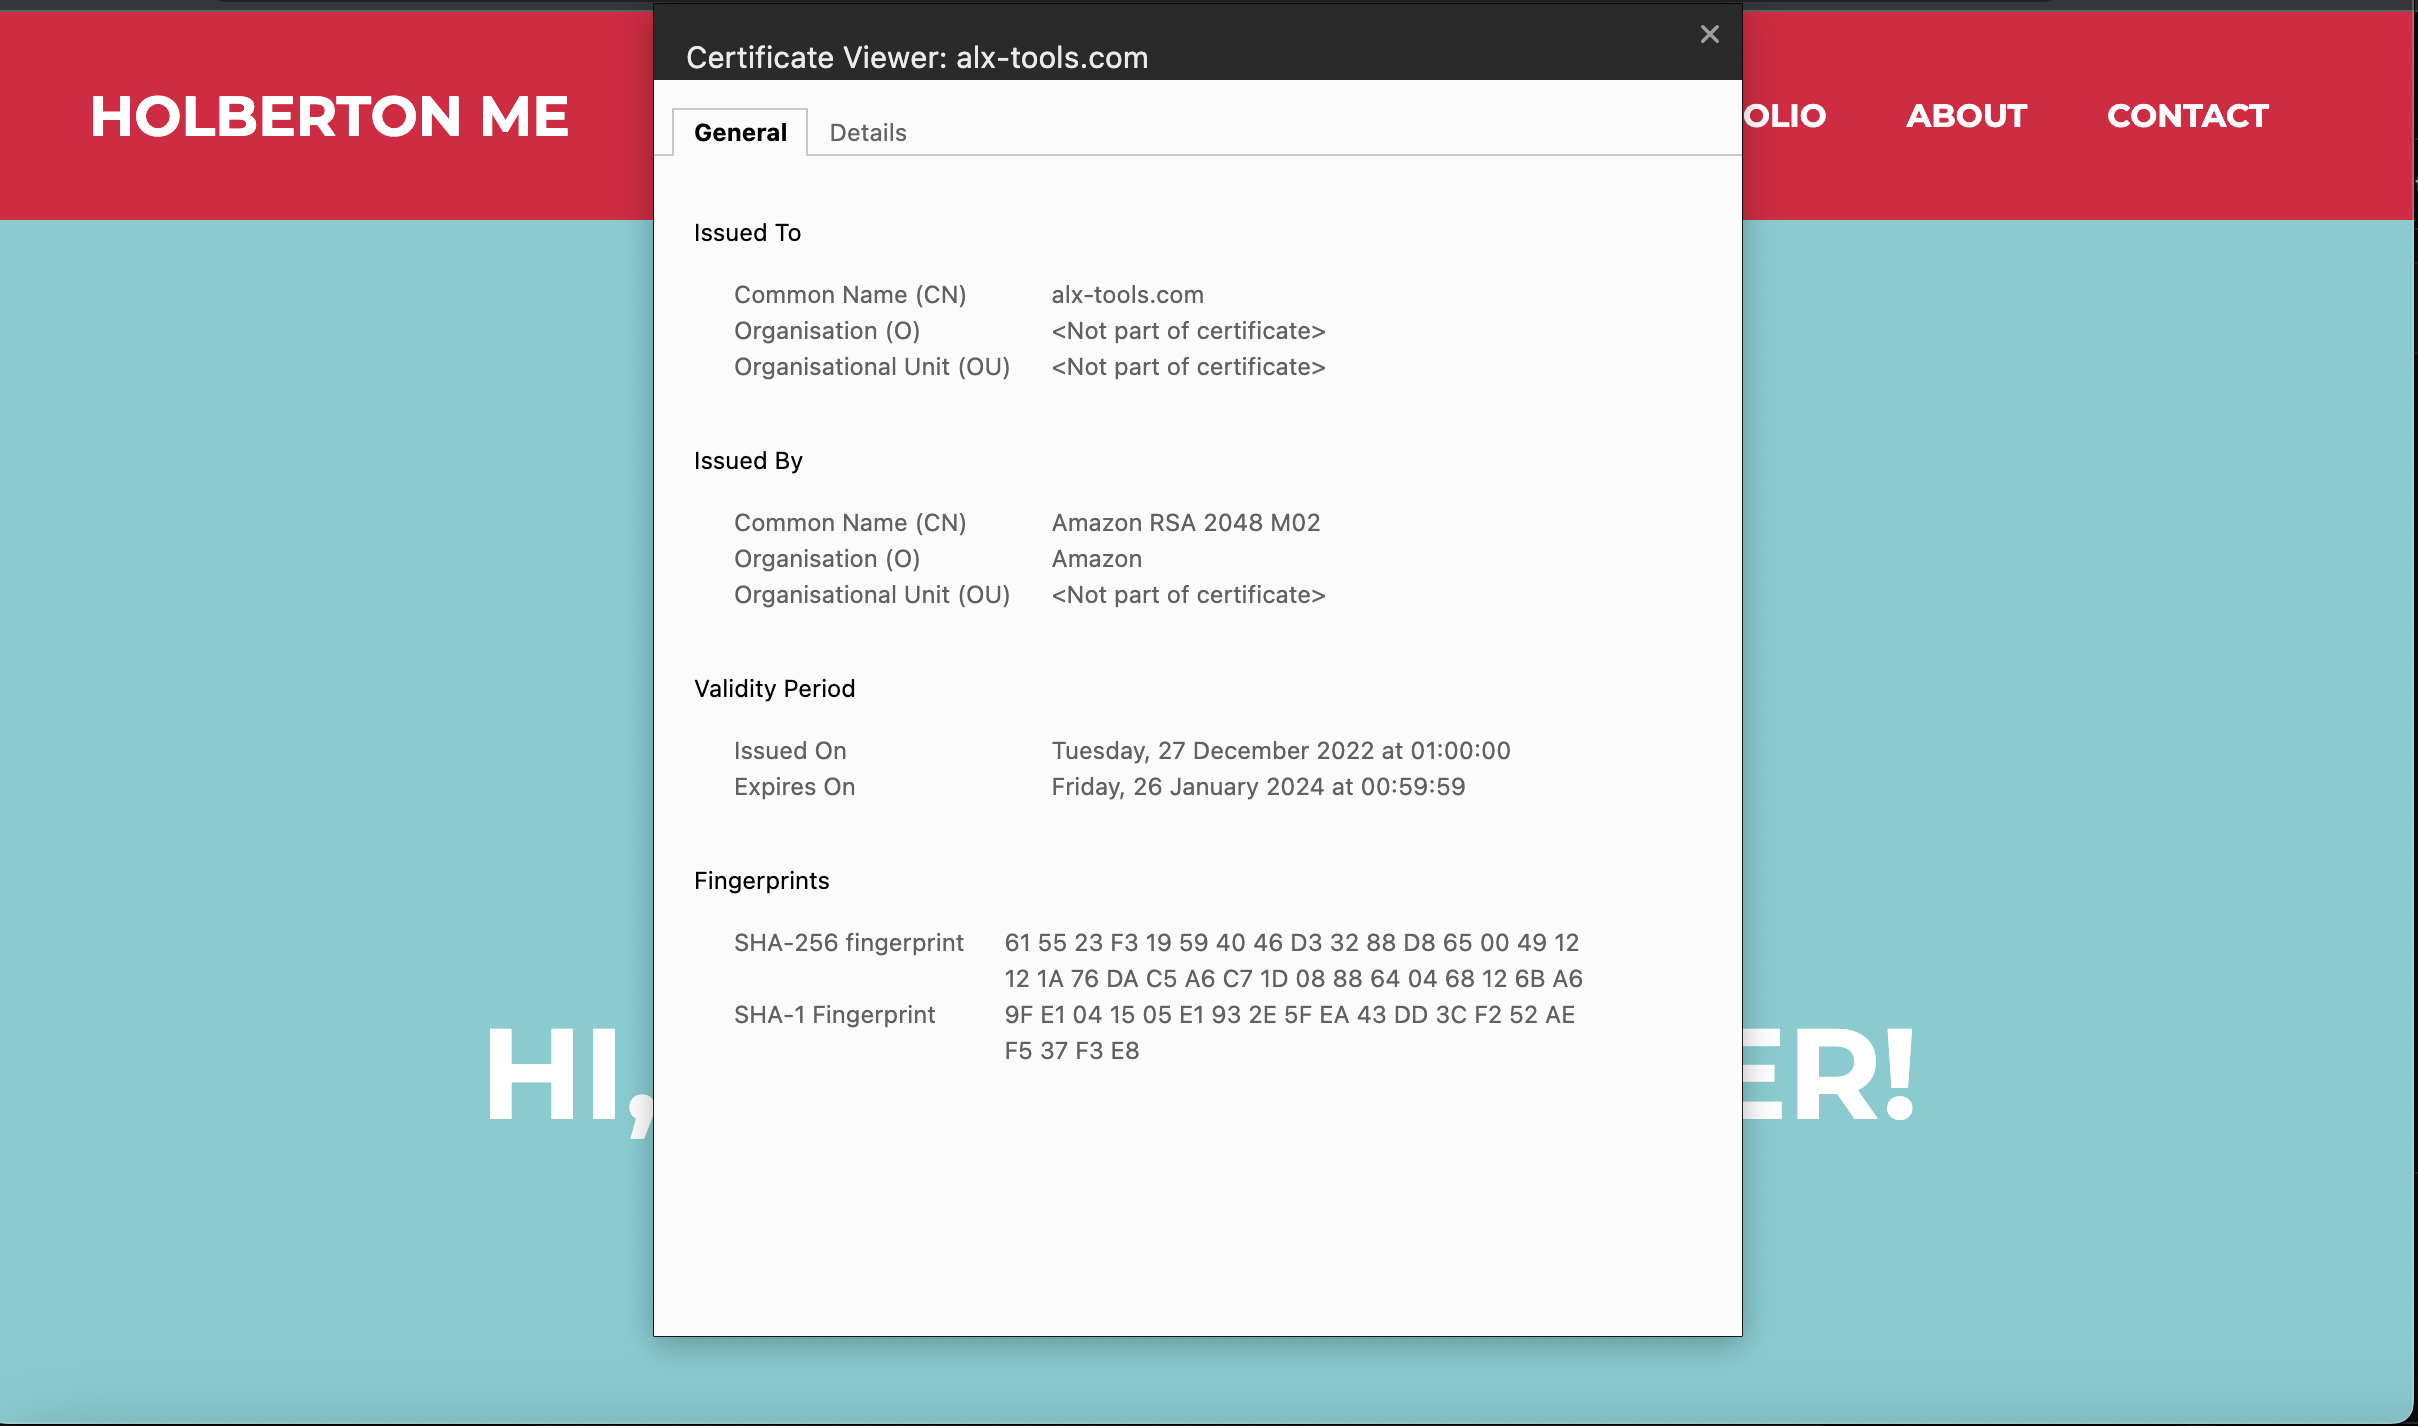 Certificate Viewer: alx-tools.com
HOLBERTON ME
OLIO ABOUT CONTACT
General Details
Issued To
Common Name (CN) alx-tools.com
Organisation (O) <Not part of certificate>
Organisational Unit (OU) <Not part of certificate>
Issued By
Common Name (CN) Amazon RSA 2048 M02
Organisation (O) Amazon
Organisational Unit (OU) <Not part of certificate>
Validity Period
Issued On Tuesday, 27 December 2022 at 01:00:00
Expires On Friday, 26 January 2024 at 00:59:59
Fingerprints
SHA-256 fingerprint 61 55 23 F3 19 59 40 46 D3 32 88 D8 65 00 49 12
12 1A 76 DA C5 A6 C7 1D 08 88 64 04 68 12 6B A6
SHA-1 Fingerprint 9F E1 04 15 05 E1 93 2E 5F EA 43 DD 3C F2 52 AE
F5 37 F3 E8
HI, ER!